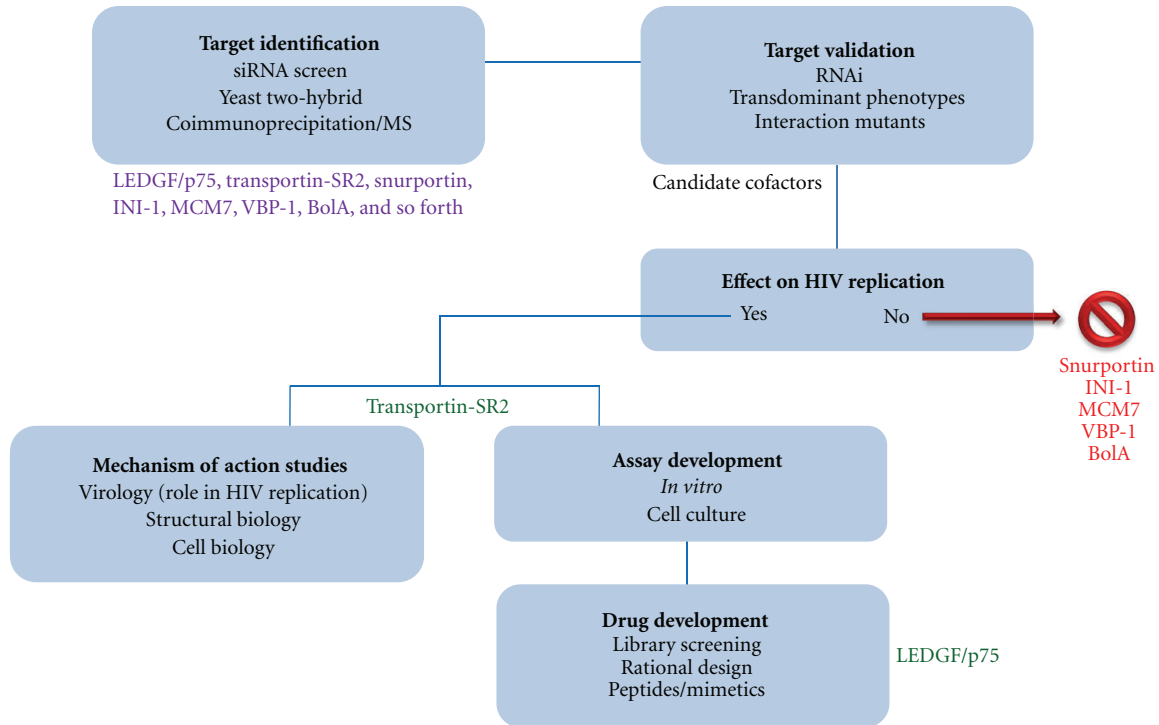 Target identification
siRNA screen
Yeast two-hybrid
Coimmunoprecipitation/MS
LEDGF/p75, transportin-SR2, snurportin,
INI-1, MCM7, VBP-1, BolA, and so forth
Target validation
RNAi
Transdominant phenotypes
Interaction mutants
Candidate cofactors
Effect on HIV replication
Yes
No
Snurportin
INI-1
MCM7
VBP-1
BolA
Transportin-SR2
Mechanism of action studies
Virology (role in HIV replication)
Structural biology
Cell biology
Assay development
In vitro
Cell culture
Drug development
Library screening
Rational design
Peptides/mimetics
LEDGF/p75